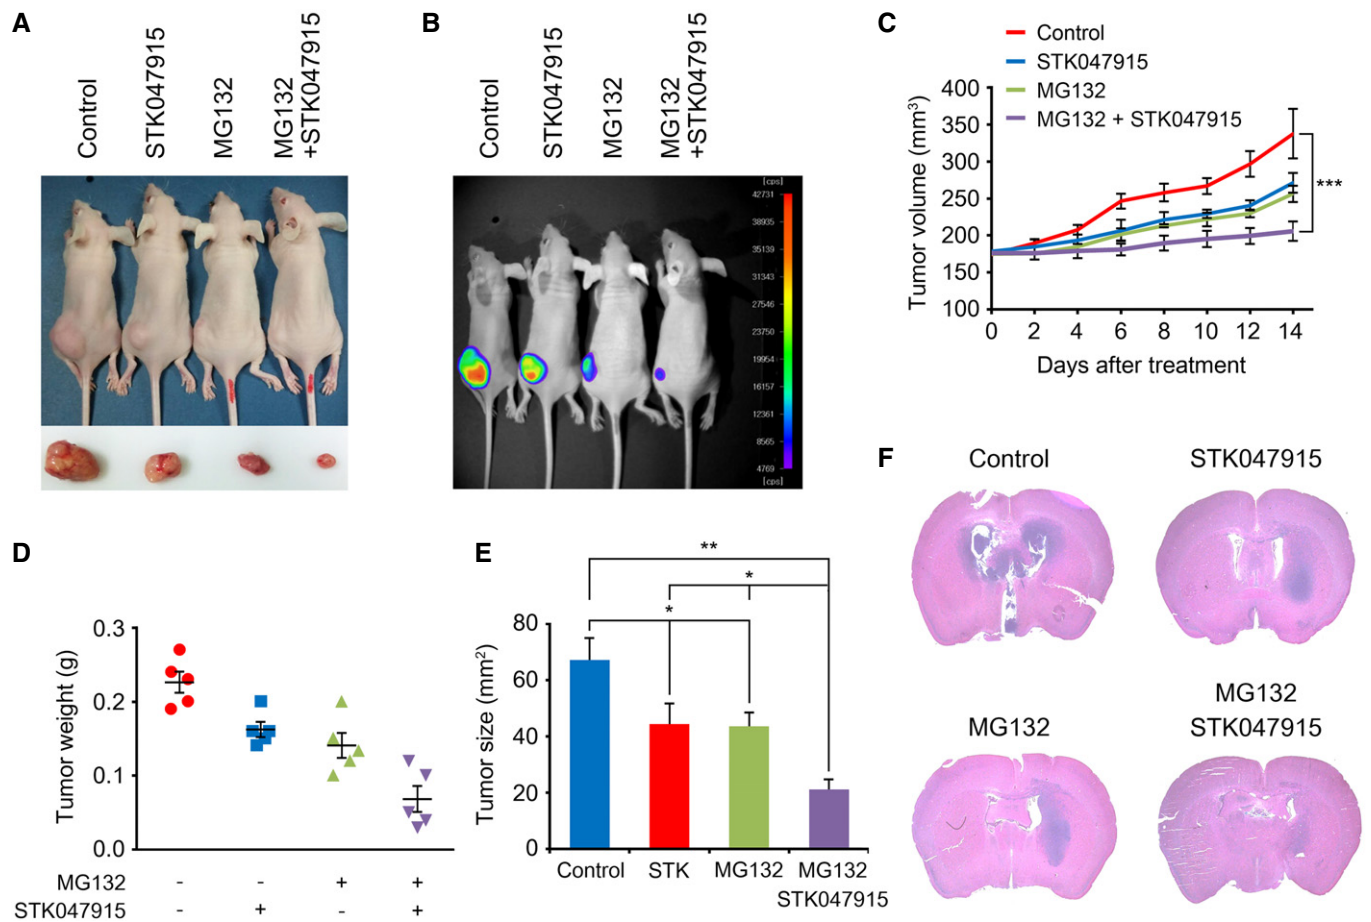 A
Control
STK047915
MG132
MG132
+STK047915
B
Control
STK047915
MG132
MG132
+STK047915
[cps]
42731
38935
35139
31343
27546
23750
19954
16157
12361
8565
4769
[cps]
C
Control
STK047915
MG132
MG132 + STK047915
Tumor volume (mm³)
400
350
300
250
200
150
100
***
0 2 4 6 8 10 12 14
Days after treatment
D
Tumor weight (g)
0.3
0.2
0.1
0.0
MG132 - - + +
STK047915 - + - +
E
Tumor size (mm²)
80
60
40
20
0
**
*
*
Control STK MG132 MG132
STK047915
F
Control
STK047915
MG132
MG132
STK047915